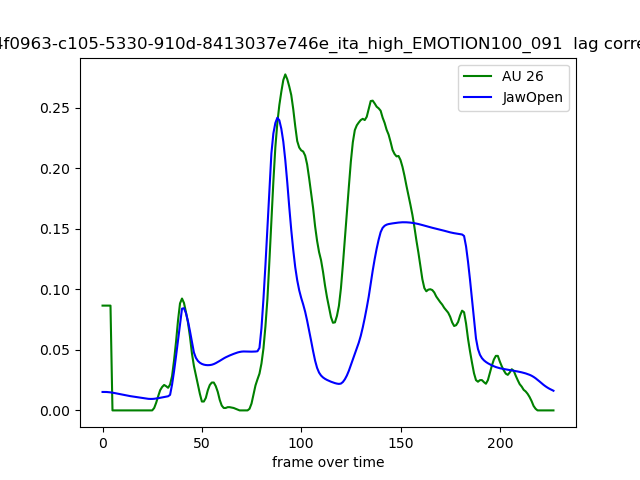 4f0963-c105-5330-910d-8413037e746e_ita_high_EMOTION100_091 lag corre
AU 26
JawOpen
0.25
0.20
0.15
0.10
0.05
0.00
0 50 100 150 200
frame over time